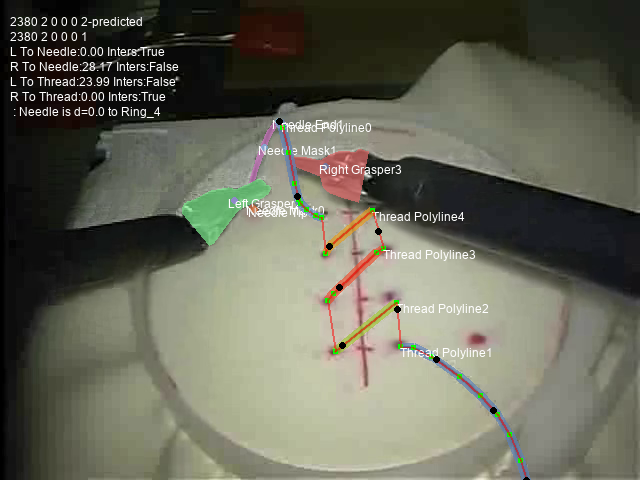 2380 2 0 0 0 2-predicted
2380 2 0 0 0 1
L To Needle:0.00 Inters:True
R To Needle:28.17 Inters:False
L To Thread:23.99 Inters:False
R To Thread:0.00 Inters:True
: Needle is d=0.0 to Ring_4
Needle End1
Thread Polyline0
Needle Mask1
Right Grasper3
Left Grasper
Needle
Thread Polyline4
Thread Polyline3
Thread Polyline2
Thread Polyline1